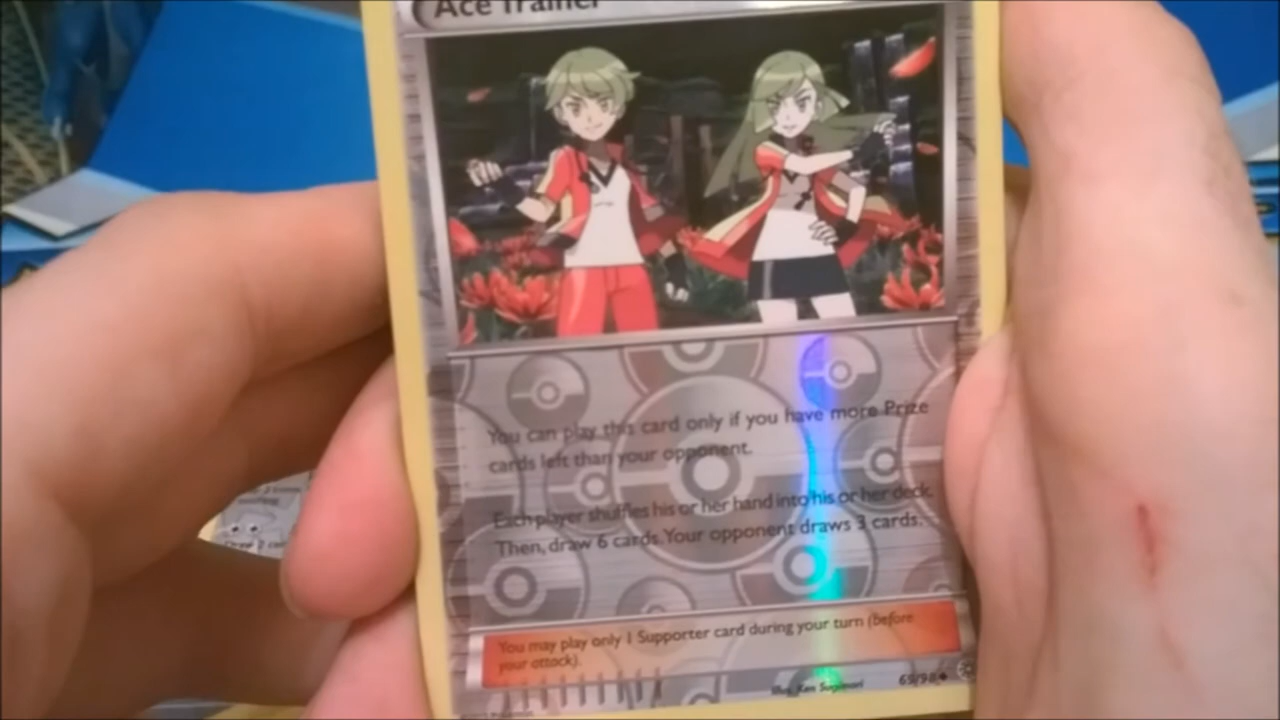 Ace Trainer
You can play this card only if you have more Prize
cards left than your opponent.
Each player shuffles his or her hand into his or her deck.
Then, draw 6 cards. Your opponent draws 3 cards.
You may play only 1 Supporter card during your turn (before
your attack).
Illus. Ken Sugimori
69/98
Draw 2